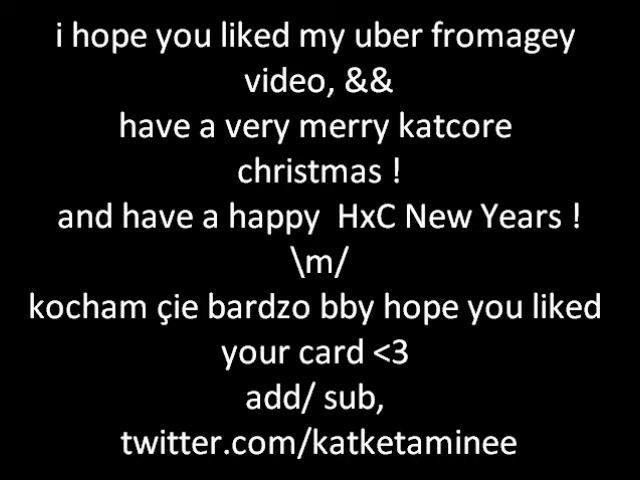 i hope you liked my uber fromagey
video, &&
have a very merry katcore
christmas !
and have a happy  HxC New Years !
\m/
kocham çie bardzo bby hope you liked
your card <3
add/ sub,
twitter.com/katketaminee